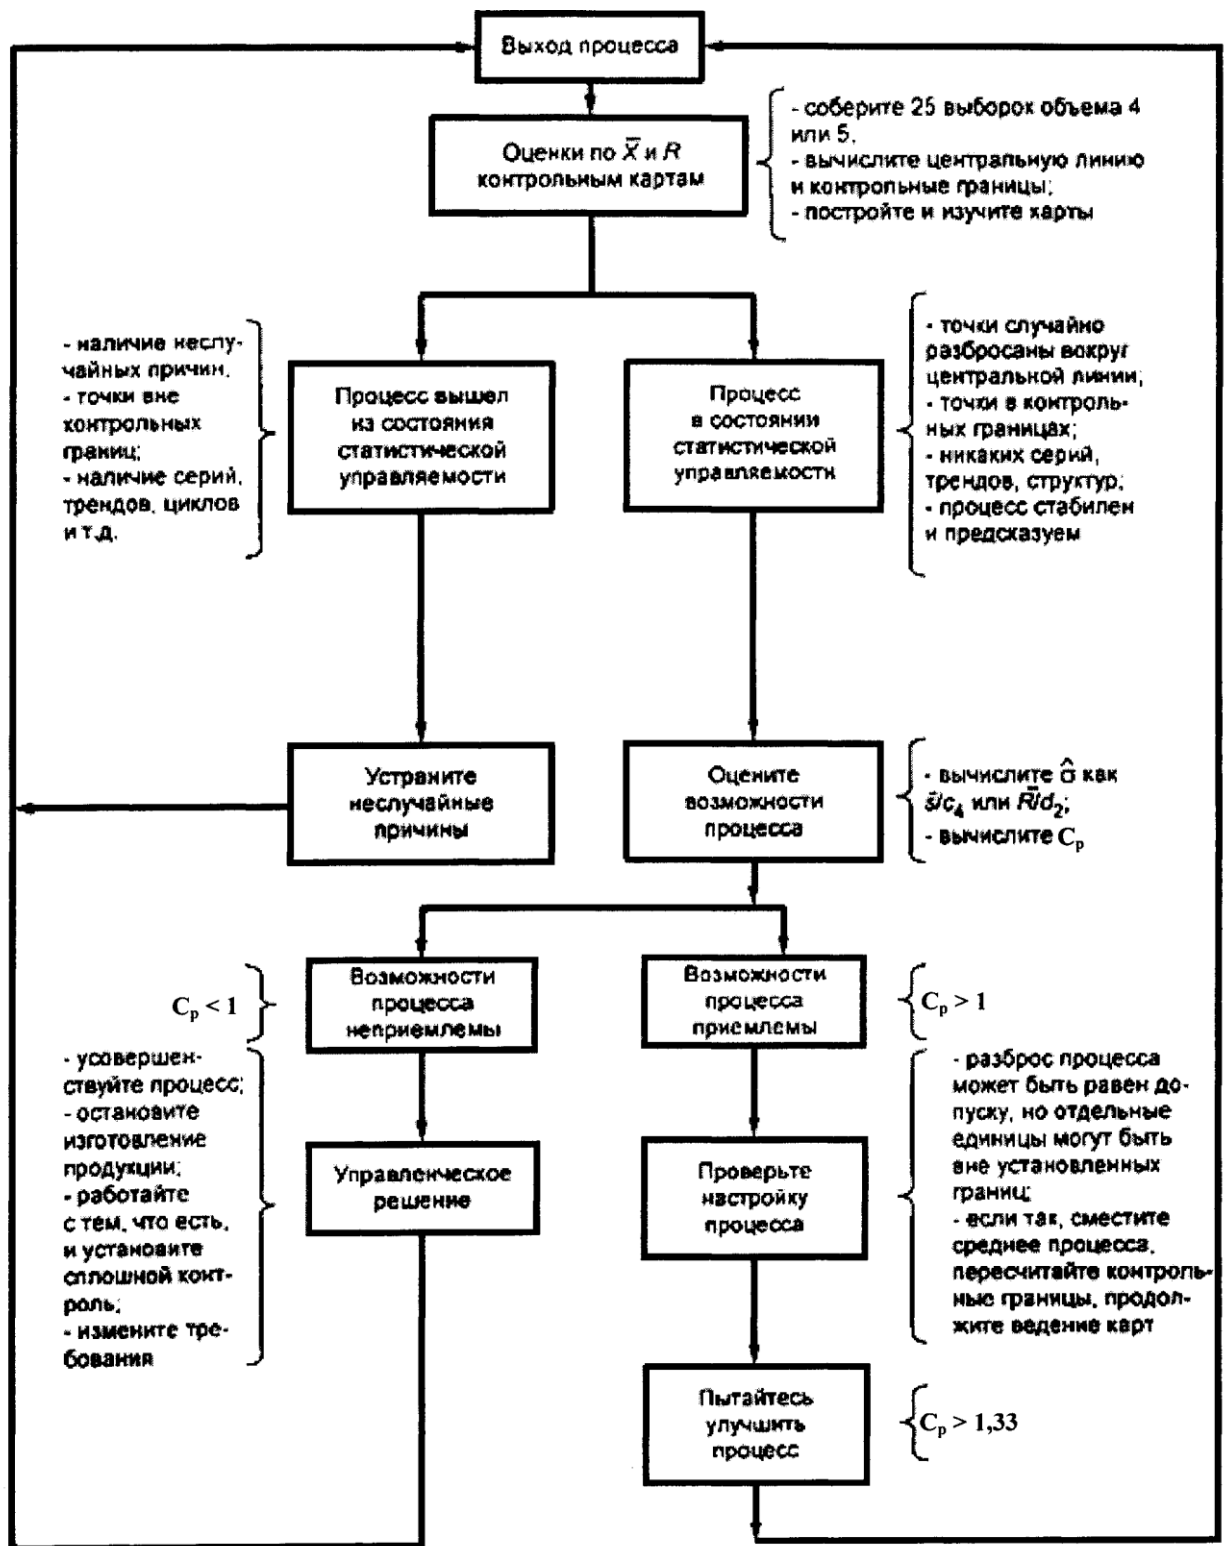 Выход процесса
Оценки по X̅ и R
контрольным картам
- соберите 25 выборок объема 4
или 5,
- вычислите центральную линию
и контрольные границы;
- постройте и изучите карты
- наличие неслу-
чайных причин,
- точки вне
контрольных
границ;
- наличие серий,
трендов, циклов
и т.д.
Процесс вышел
из состояния
статистической
управляемости
Процесс
в состоянии
статистической
управляемости
- точки случайно
разбросаны вокруг
центральной линии;
- точки в контроль-
ных границах;
- никаких серий,
трендов, структур;
- процесс стабилен
и предсказуем
Устраните
неслучайные
причины
Оцените
возможности
процесса
- вычислите σ̂ как
s̅/c₄ или R̅/d₂;
- вычислите Cₚ
Cₚ < 1
Возможности
процесса
неприемлемы
Возможности
процесса
приемлемы
Cₚ > 1
- усовершен-
ствуйте процесс;
- остановите
изготовление
продукции;
- работайте
с тем, что есть,
и установите
сплошной конт-
роль;
- измените тре-
бования
Управленческое
решение
Проверьте
настройку
процесса
- разброс процесса
может быть равен до-
пуску, но отдельные
единицы могут быть
вне установленных
границ;
- если так, сместите
среднее процесса,
пересчитайте контроль-
ные границы, продол-
жите ведение карт
Пытайтесь
улучшить
процесс
Cₚ > 1,33